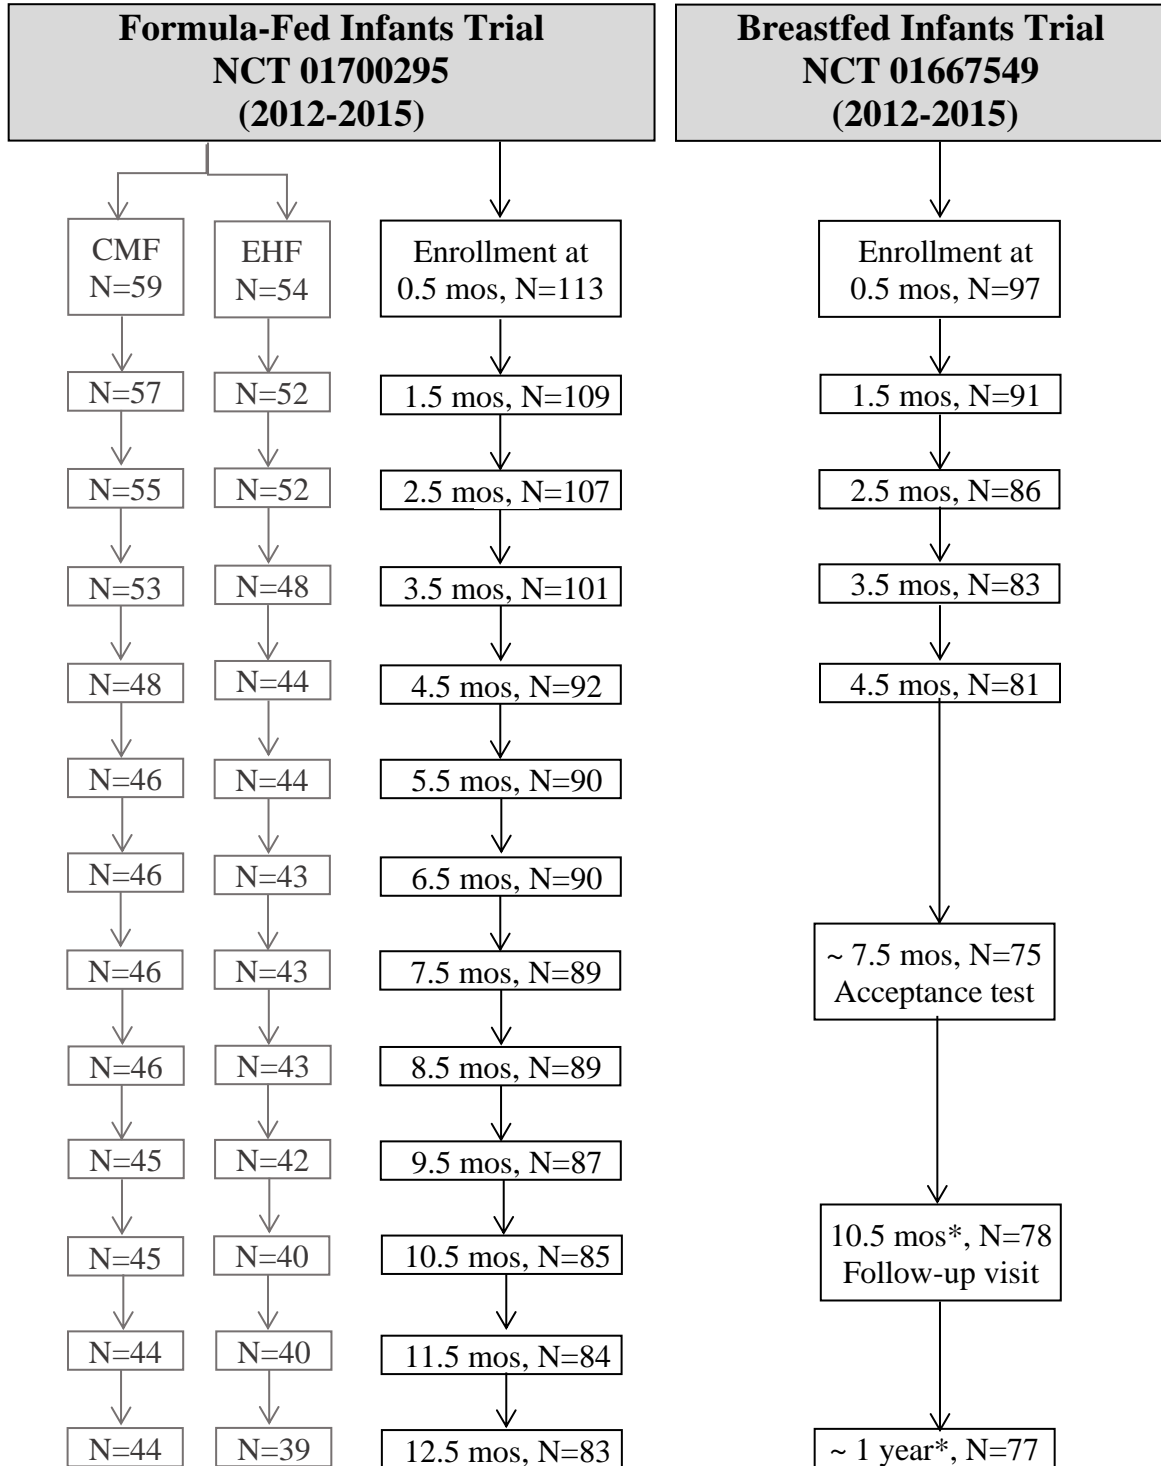 Formula-Fed Infants Trial
NCT 01700295
(2012-2015)
Breastfed Infants Trial
NCT 01667549
(2012-2015)
CMF
N=59
EHF
N=54
Enrollment at
0.5 mos, N=113
Enrollment at
0.5 mos, N=97
N=57
N=52
1.5 mos, N=109
1.5 mos, N=91
N=55
N=52
2.5 mos, N=107
2.5 mos, N=86
N=53
N=48
3.5 mos, N=101
3.5 mos, N=83
N=48
N=44
4.5 mos, N=92
4.5 mos, N=81
N=46
N=44
5.5 mos, N=90
N=46
N=43
6.5 mos, N=90
N=46
N=43
7.5 mos, N=89
~ 7.5 mos, N=75
Acceptance test
N=46
N=43
8.5 mos, N=89
N=45
N=42
9.5 mos, N=87
N=45
N=40
10.5 mos, N=85
10.5 mos*, N=78
Follow-up visit
N=44
N=40
11.5 mos, N=84
N=44
N=39
12.5 mos, N=83
~ 1 year*, N=77